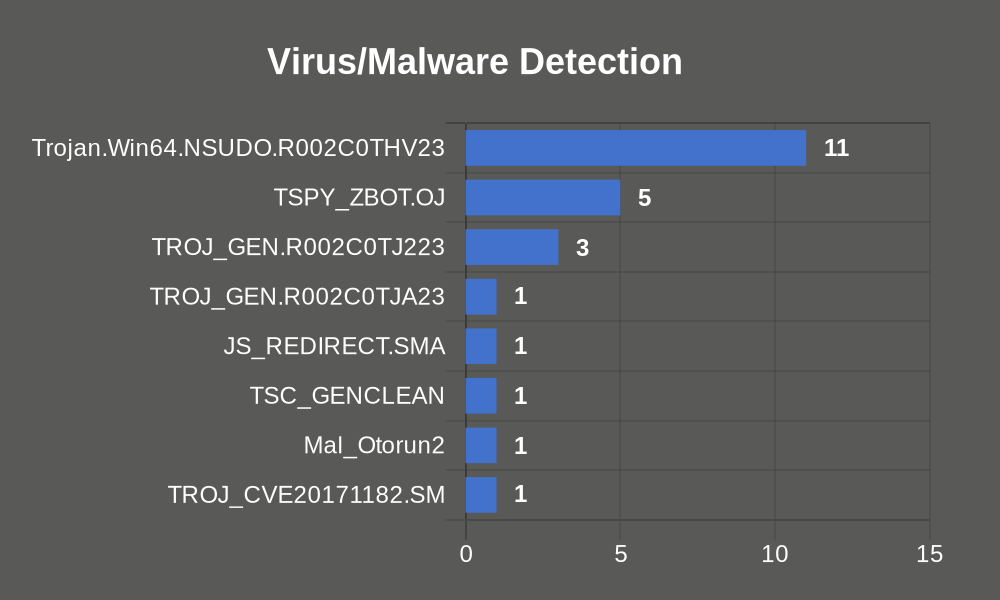 Virus/Malware Detection
Trojan.Win64.NSUDO.R002C0THV23 11
TSPY_ZBOT.OJ 5
TROJ_GEN.R002C0TJ223 3
TROJ_GEN.R002C0TJA23 1
JS_REDIRECT.SMA 1
TSC_GENCLEAN 1
Mal_Otorun2 1
TROJ_CVE20171182.SM 1
0 5 10 15